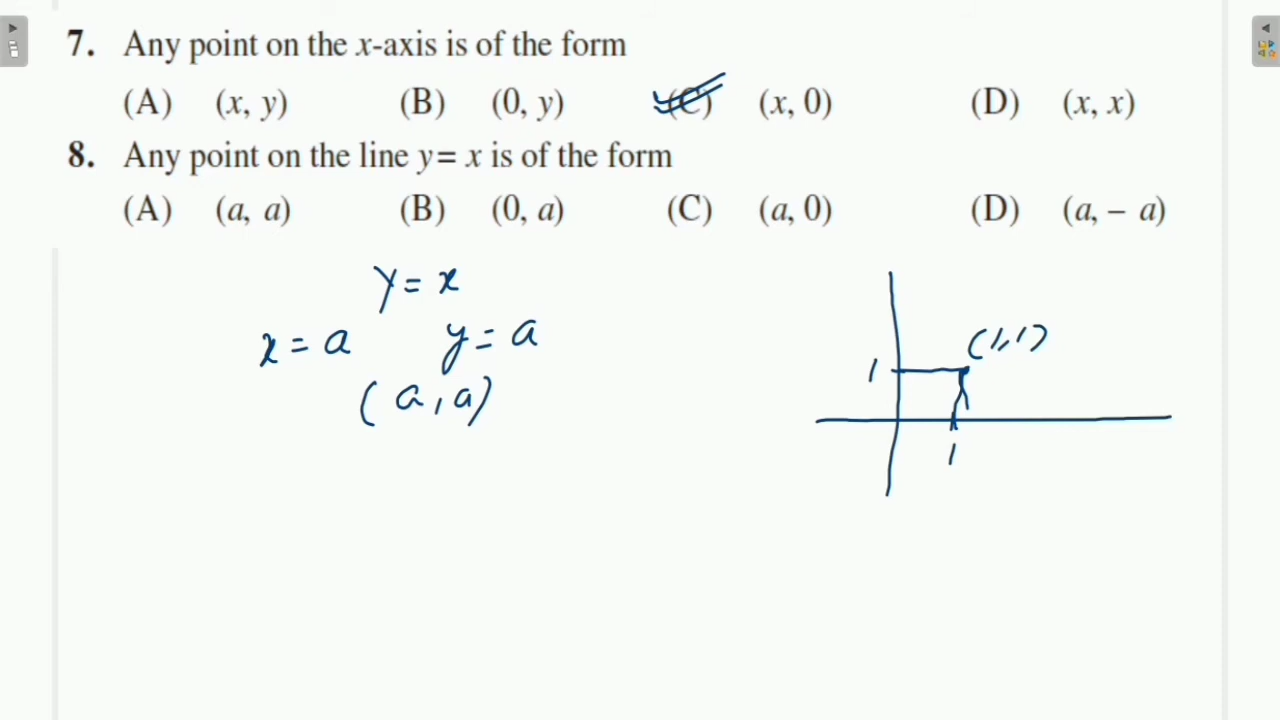 7. Any point on the x-axis is of the form
(A) (x, y) (B) (0, y) (C) (x, 0) (D) (x, x)
8. Any point on the line y= x is of the form
(A) (a, a) (B) (0, a) (C) (a, 0) (D) (a, – a)
y = x
x = a y = a
(a, a)
(1,1)
1
1